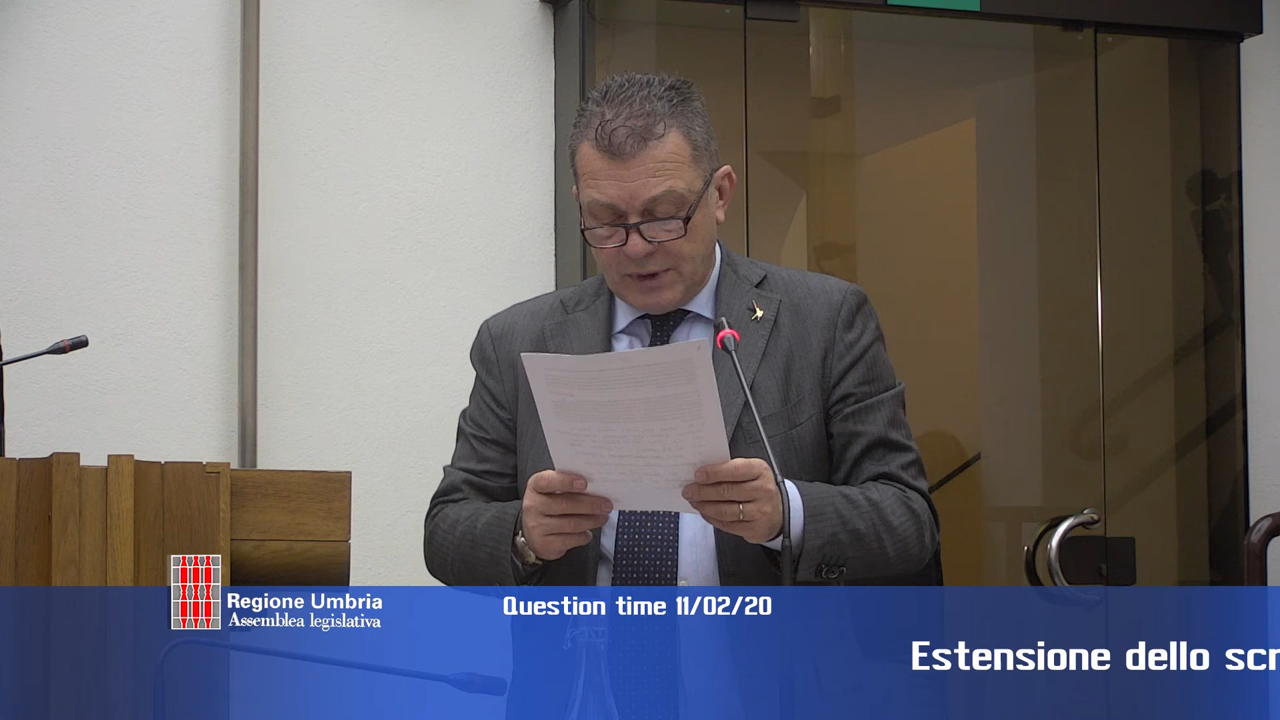 Regione Umbria
Assemblea legislativa
Question time 11/02/20
Estensione dello scr